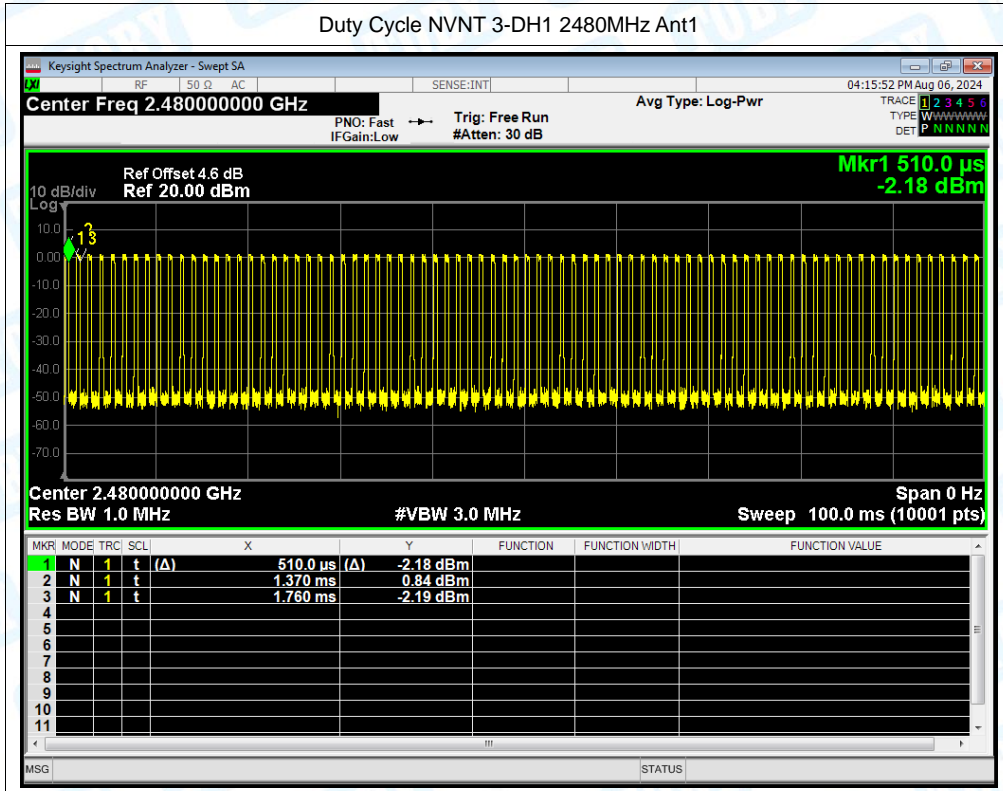 Duty Cycle NVNT 3-DH1 2480MHz Ant1
Keysight Spectrum Analyzer - Swept SA
LXI RF 50 Ω AC SENSE:INT 04:15:52 PM Aug 06, 2024
Center Freq 2.480000000 GHz Avg Type: Log-Pwr TRACE 1 2 3 4 5 6
PNO: Fast Trig: Free Run TYPE WWWWWW
IFGain:Low #Atten: 30 dB DET P N N N N N
Mkr1 510.0 µs
Ref Offset 4.6 dB
10 dB/div Ref 20.00 dBm -2.18 dBm
Log
10.0
1 2 3
0.00
-10.0
-20.0
-30.0
-40.0
-50.0
-60.0
-70.0
Center 2.480000000 GHz Span 0 Hz
Res BW 1.0 MHz #VBW 3.0 MHz Sweep 100.0 ms (10001 pts)
MKR MODE TRC SCL X Y FUNCTION FUNCTION WIDTH FUNCTION VALUE
1 N 1 t (Δ) 510.0 µs (Δ) -2.18 dBm
2 N 1 t 1.370 ms 0.84 dBm
3 N 1 t 1.760 ms -2.19 dBm
4
5
6
7
8
9
10
11
MSG STATUS